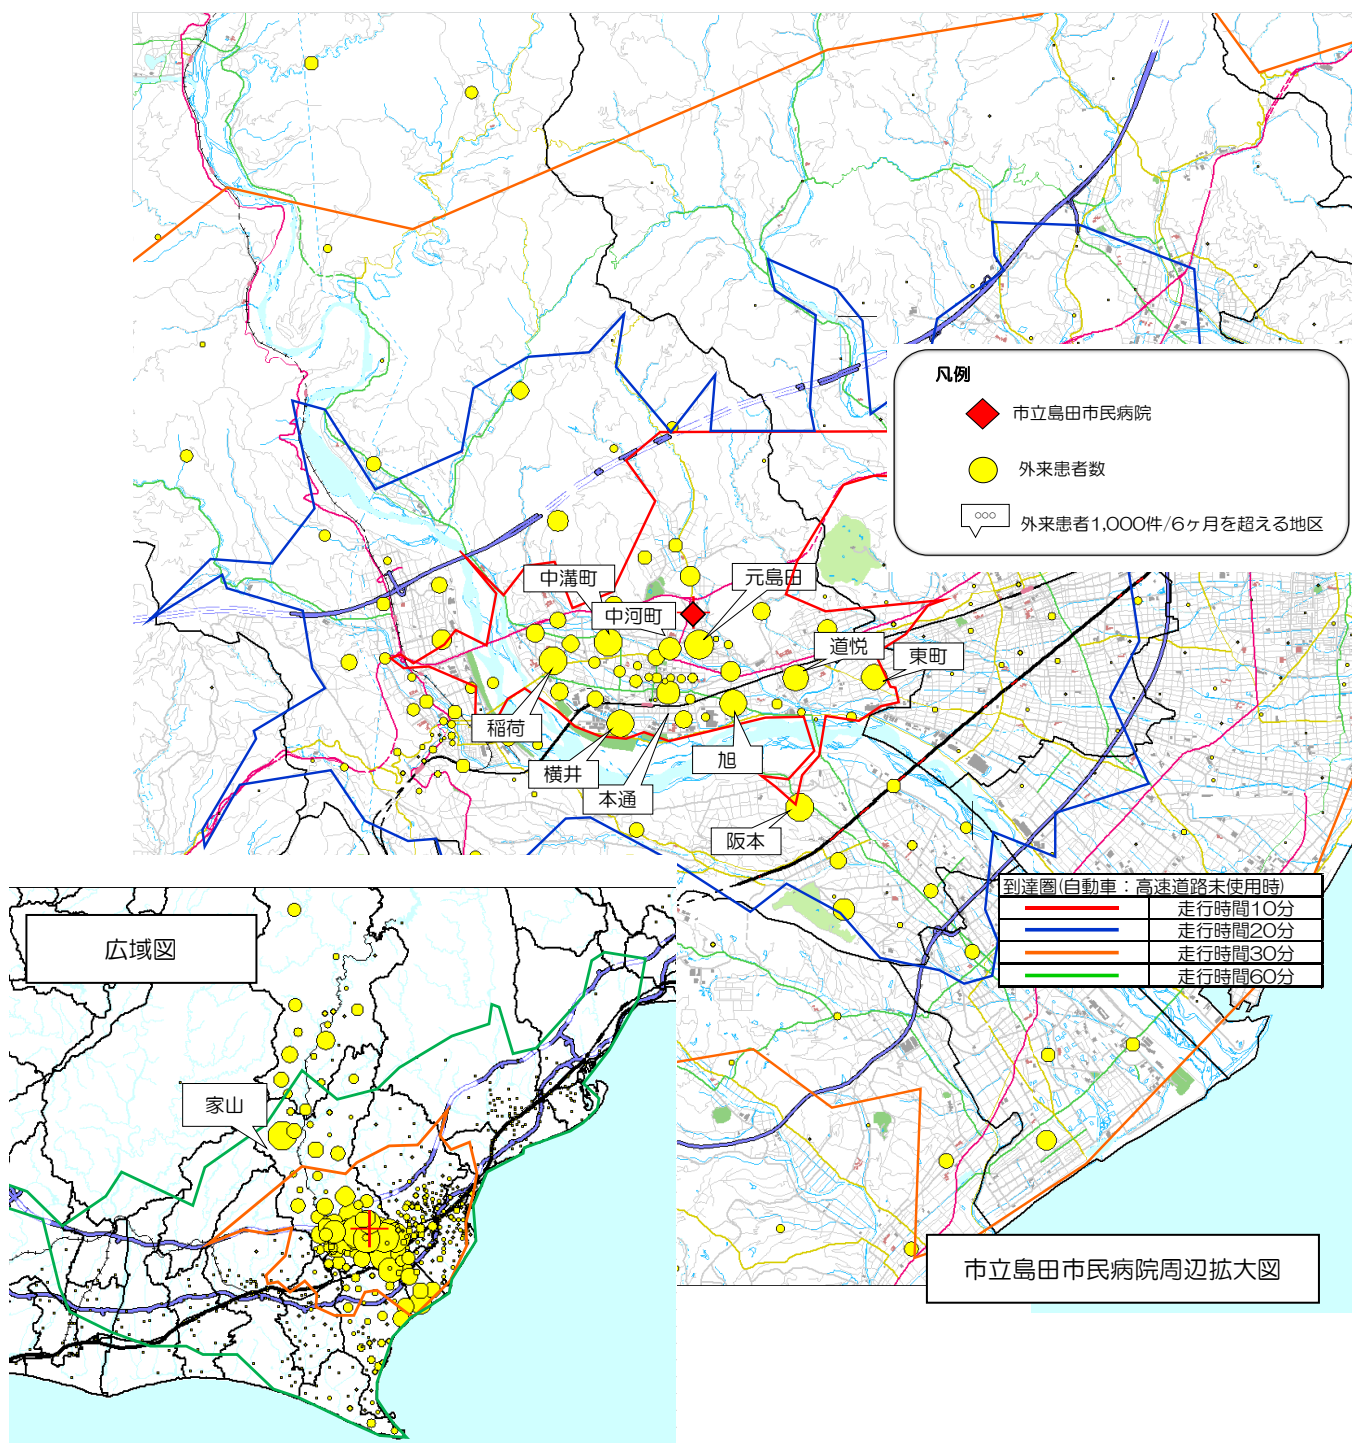 凡例
市立島田市民病院
外来患者数
○○○
外来患者1,000件/6ヶ月を超える地区
中溝町
元島田
中河町
道悦
東町
稲荷
旭
横井
本通
阪本
到達圏(自動車：高速道路未使用時)
走行時間10分
走行時間20分
走行時間30分
走行時間60分
広域図
家山
市立島田市民病院周辺拡大図